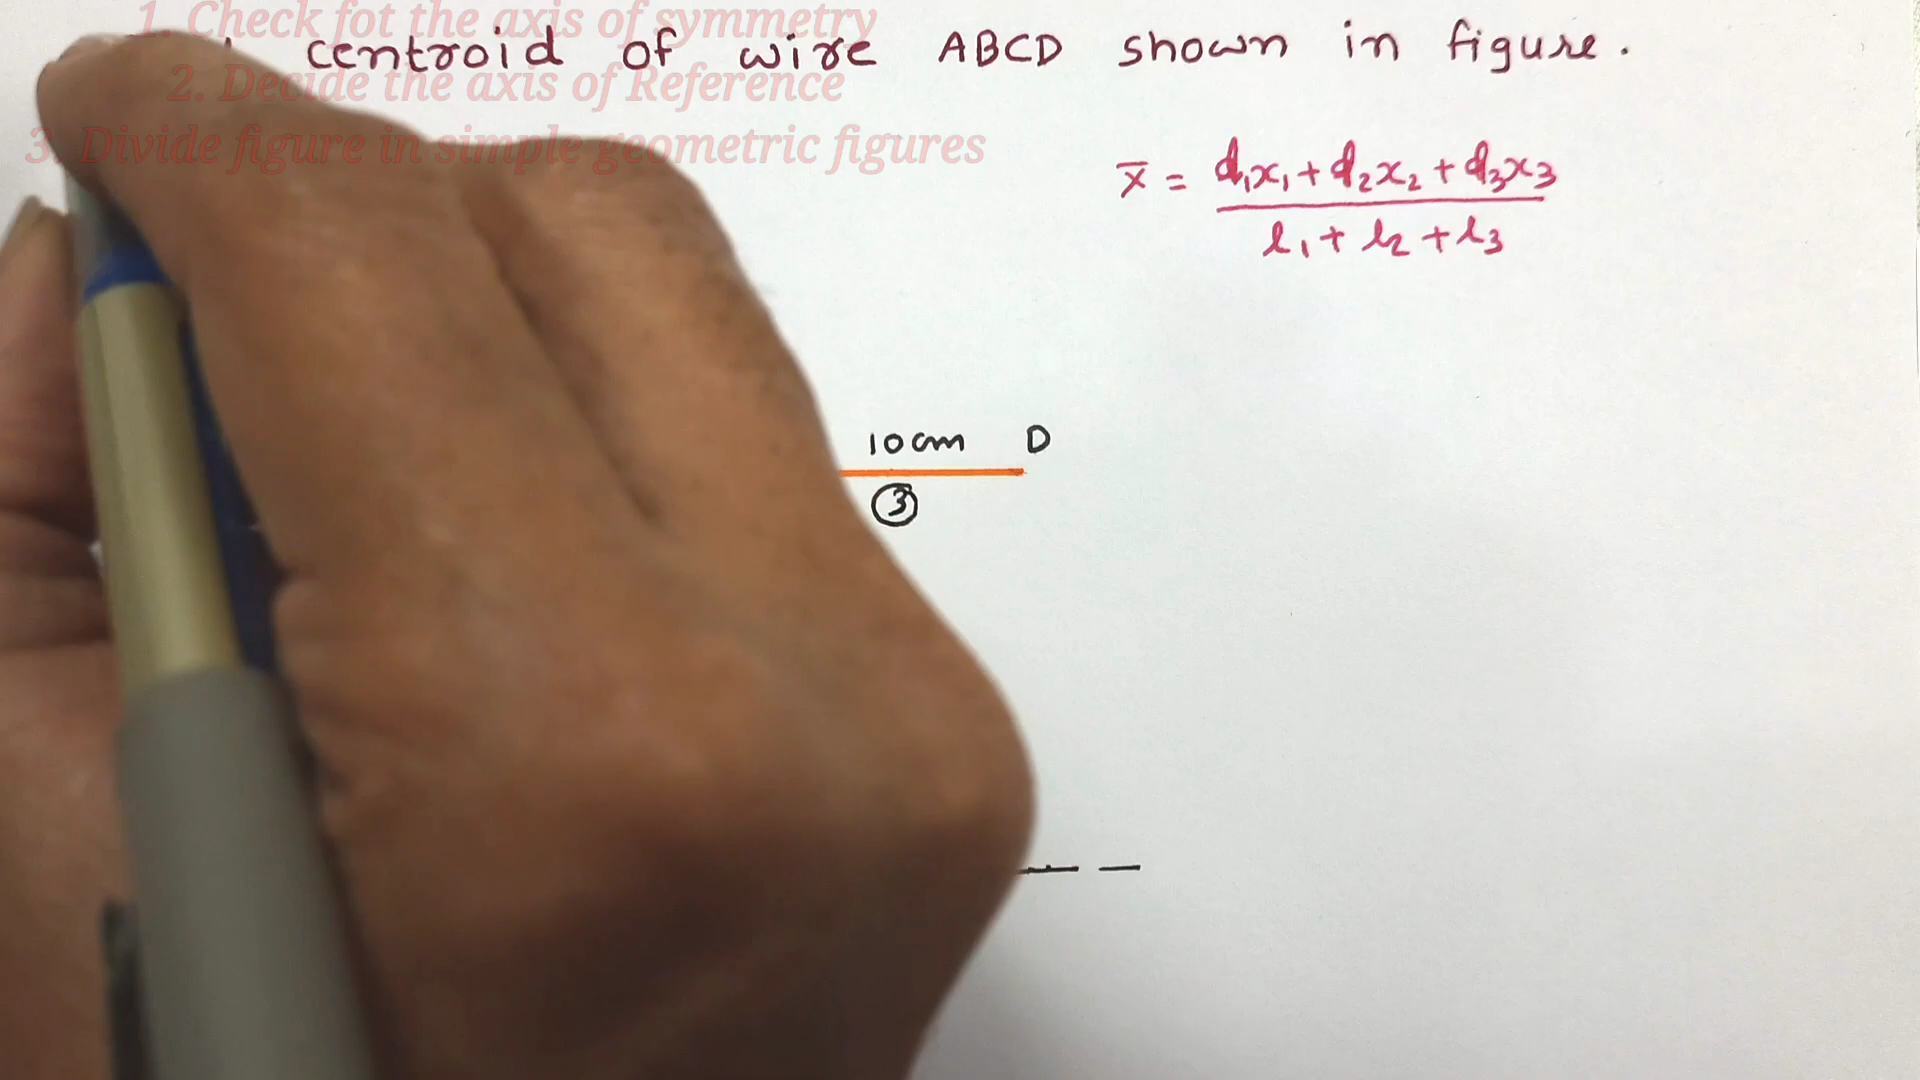 1. Check fot the axis of symmetry
centroid of wire ABCD shown in figure.
2. Decide the axis of Reference
3. Divide figure in simple geometric figures
x̄ = l₁x₁ + l₂x₂ + l₃x₃
l₁ + l₂ + l₃
10cm D
③